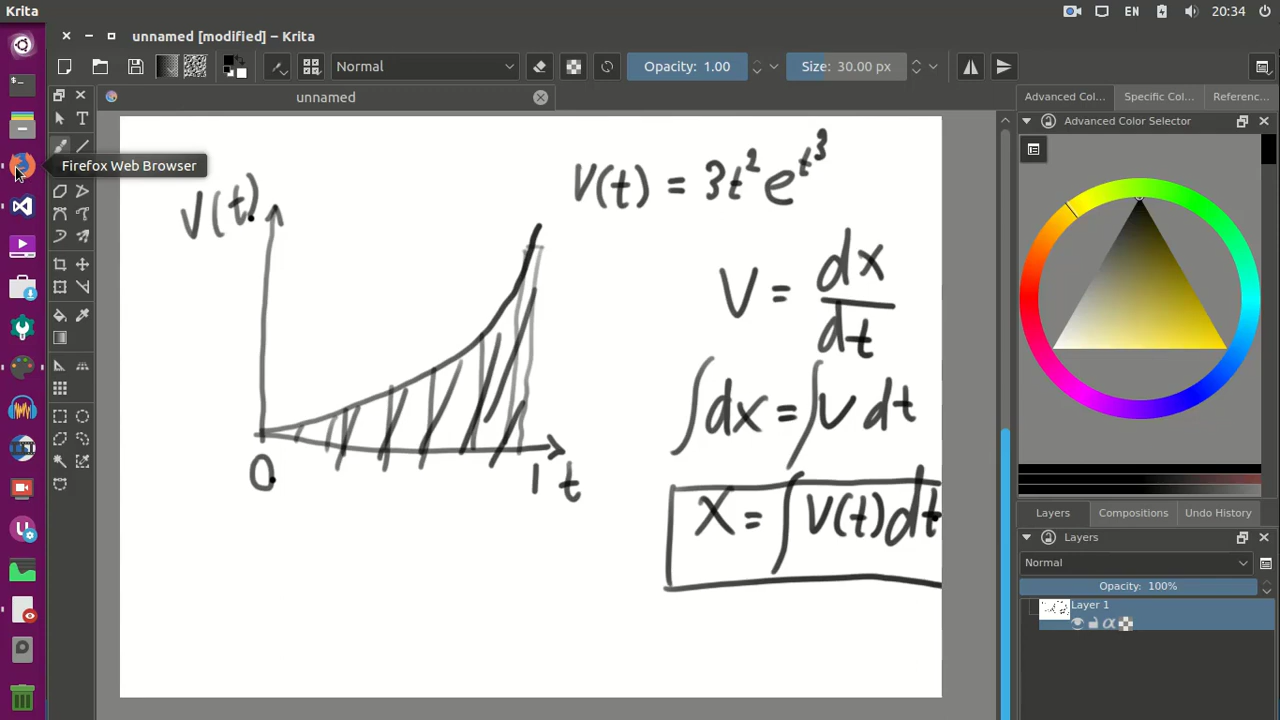 Krita
EN
20:34
unnamed [modified] – Krita
Normal
Opacity: 1.00
Size: 30.00 px
unnamed
Advanced Col...
Specific Col...
Referenc...
Advanced Color Selector
Firefox Web Browser
V(t)
V(t) = 3t² e^t³
V = dx/dt
∫dx = ∫V dt
X = ∫V(t)dt
0
1
t
Layers
Compositions
Undo History
Layers
Normal
Opacity: 100%
Layer 1